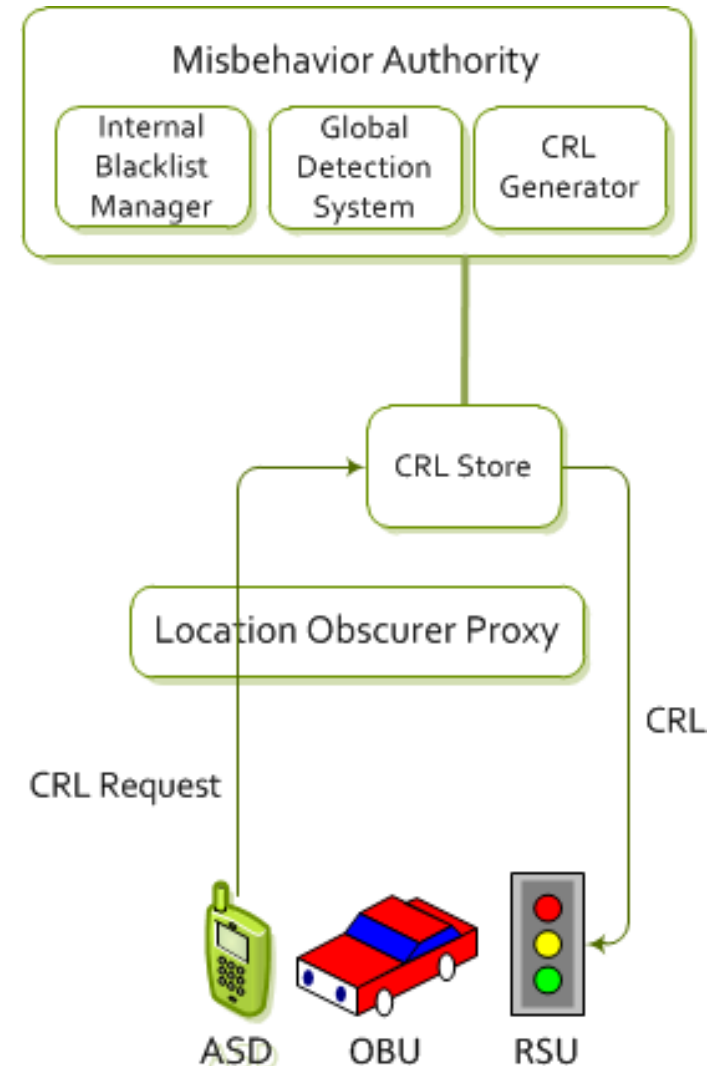 Misbehavior Authority
Internal
Blacklist
Manager
Global
Detection
System
CRL
Generator
CRL Store
Location Obscurer Proxy
CRL
CRL Request
ASD
OBU
RSU